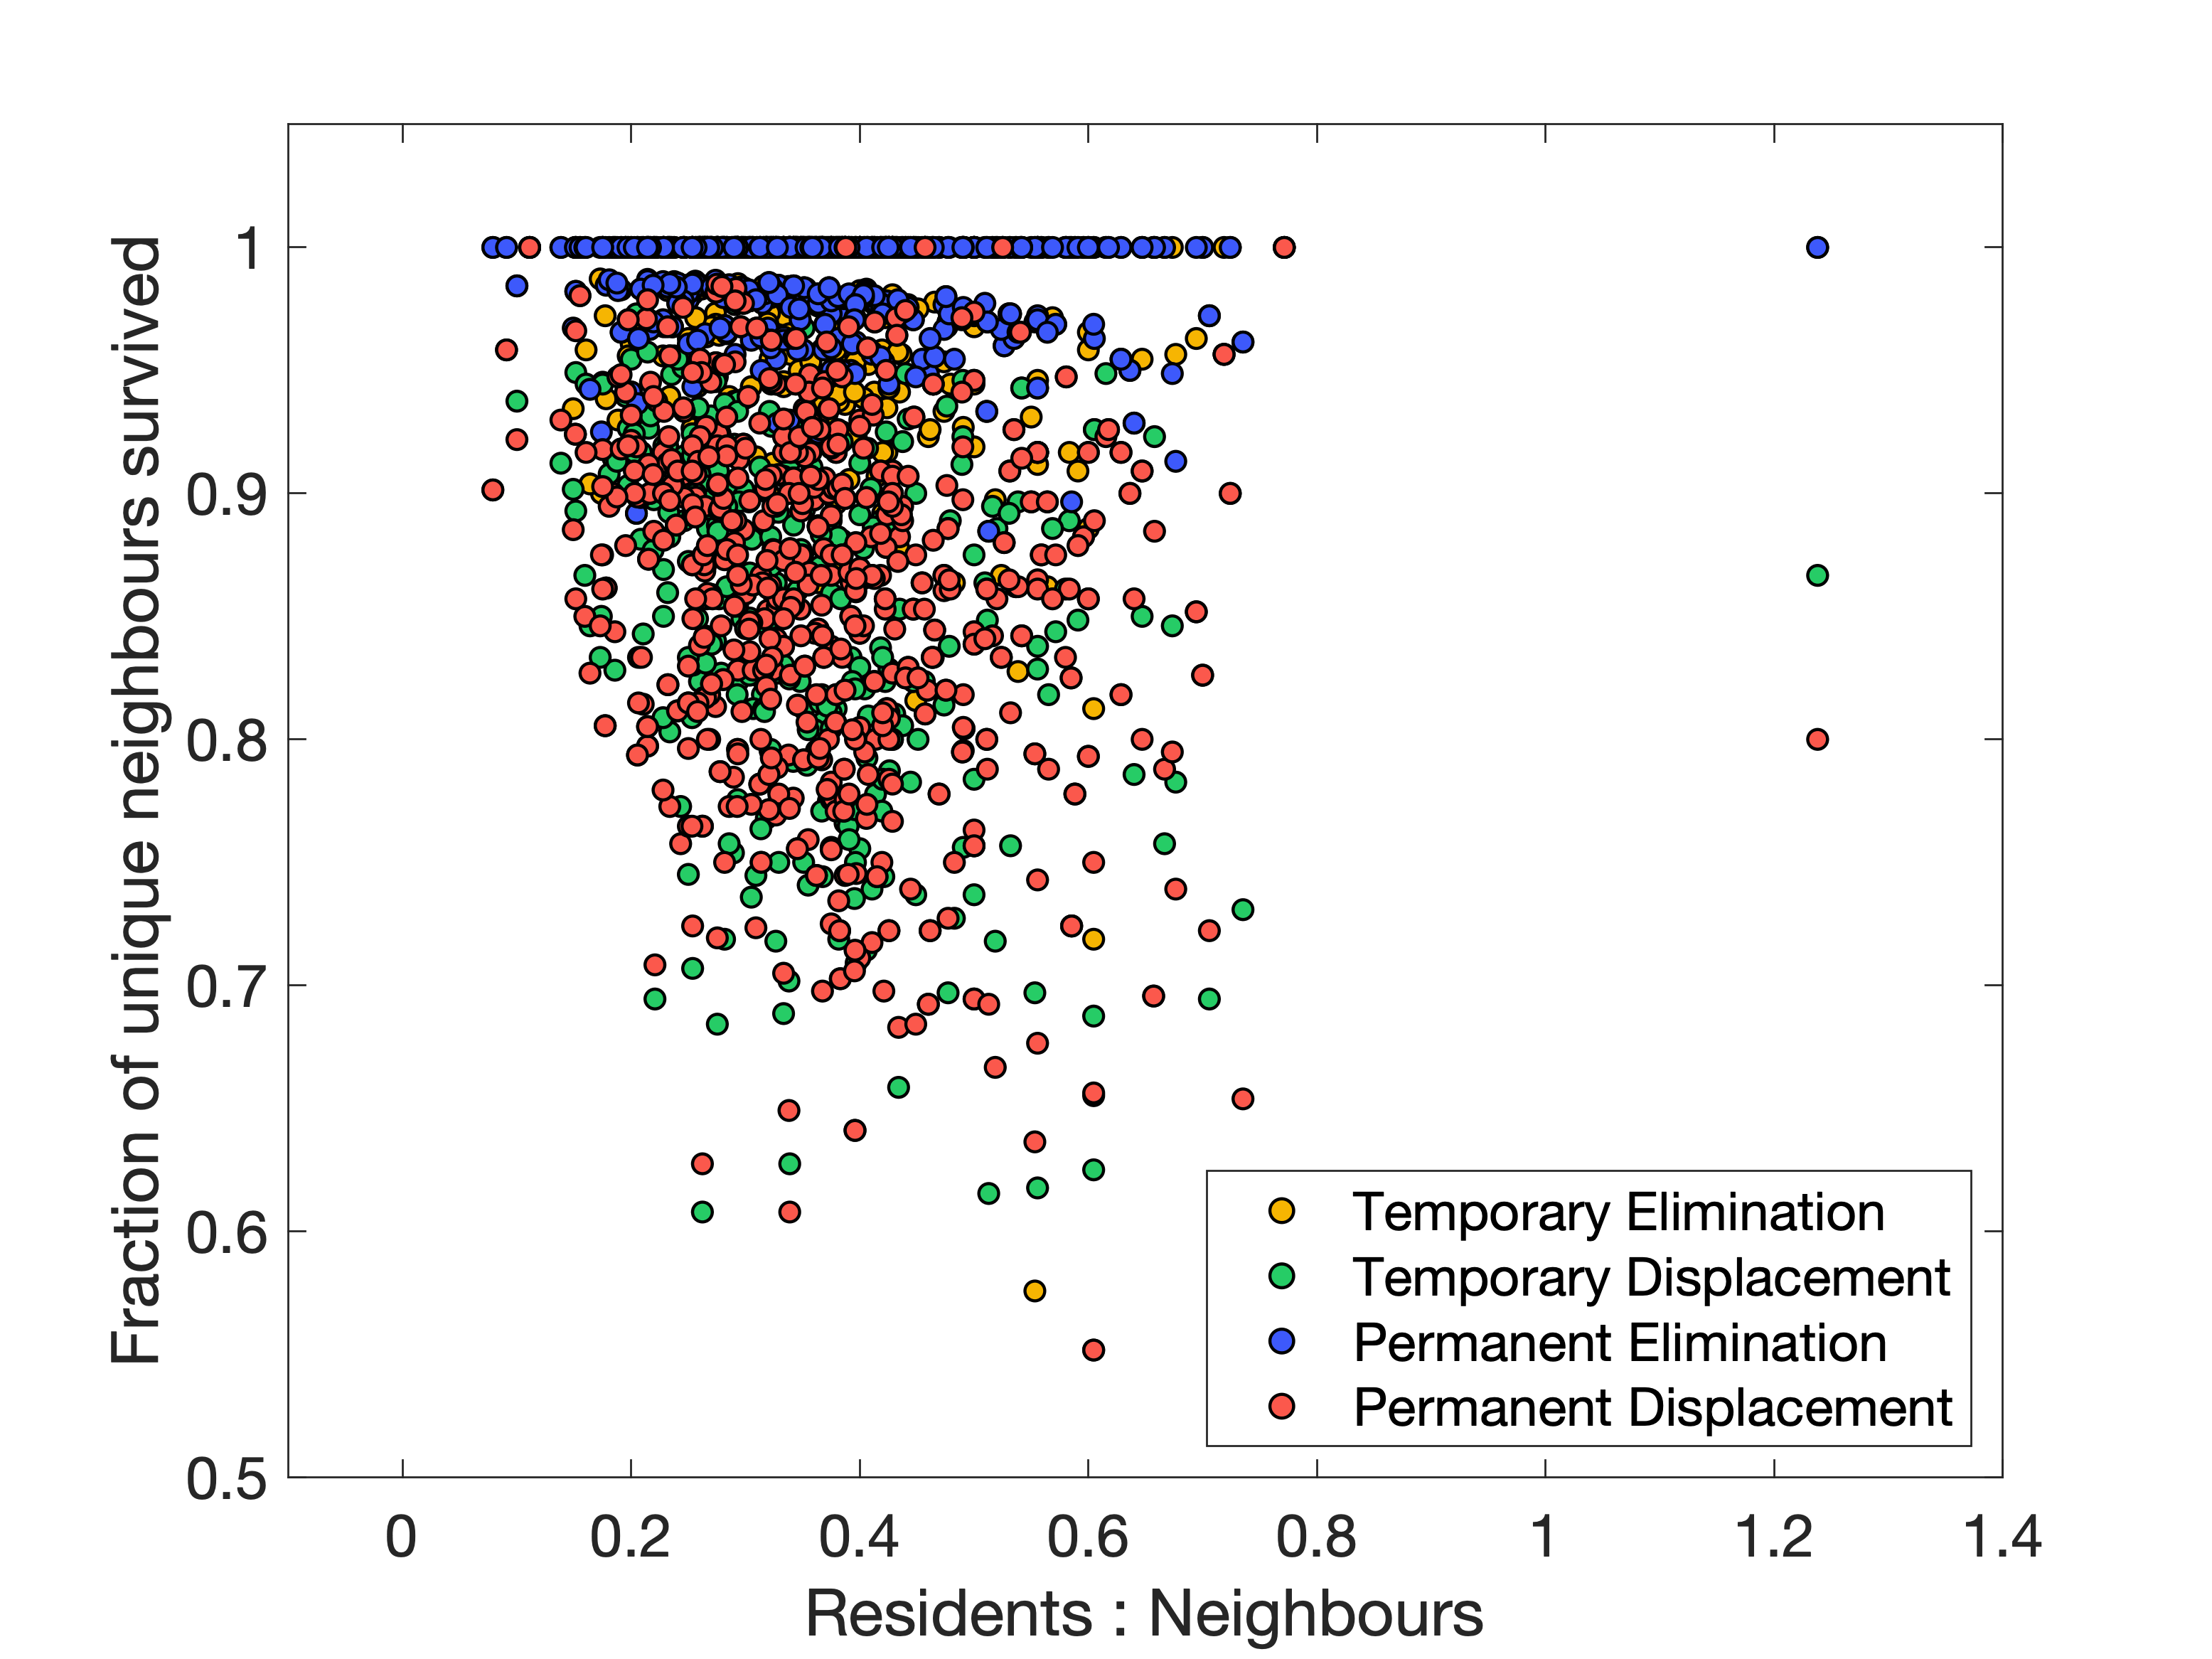 Fraction of unique neighbours survived
1
0.9
0.8
0.7
0.6
0.5
Temporary Elimination
Temporary Displacement
Permanent Elimination
Permanent Displacement
0 0.2 0.4 0.6 0.8 1 1.2 1.4
Residents : Neighbours